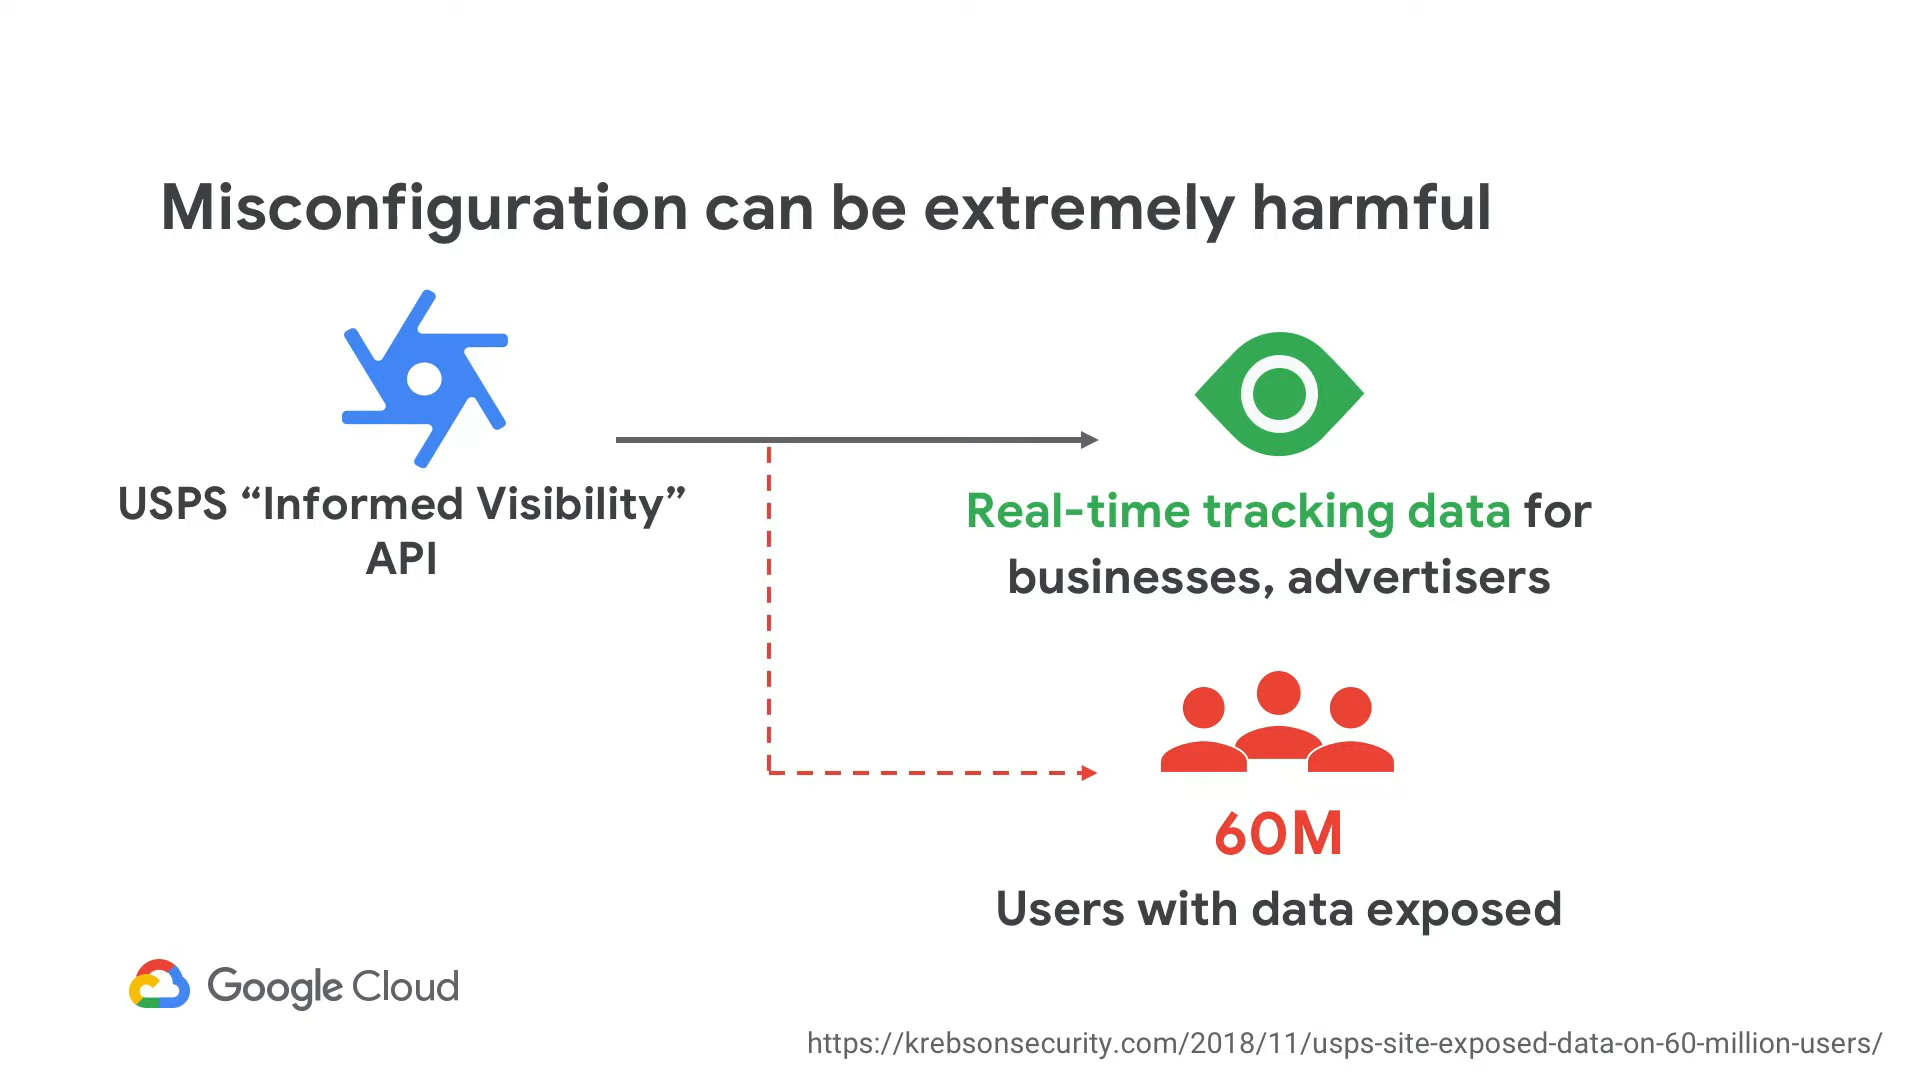 Misconfiguration can be extremely harmful
USPS “Informed Visibility”
API
Real-time tracking data for
businesses, advertisers
60M
Users with data exposed
Google Cloud
https://krebsonsecurity.com/2018/11/usps-site-exposed-data-on-60-million-users/